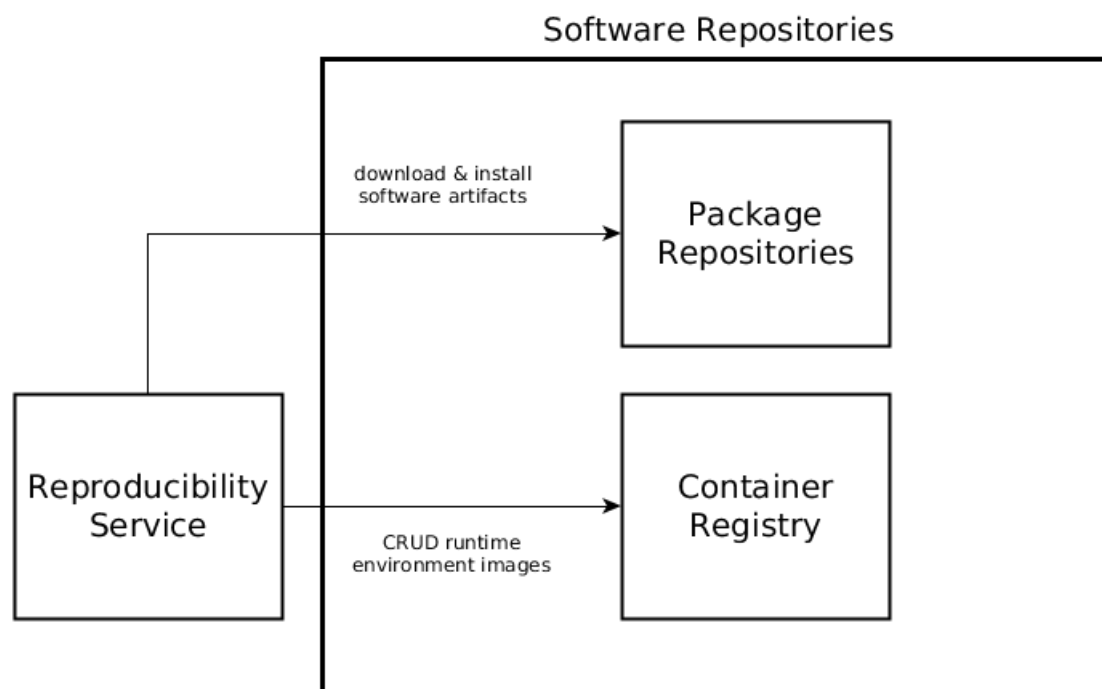 Software Repositories
download & install
software artifacts
Package
Repositories
Reproducibility
Service
Container
Registry
CRUD runtime
environment images